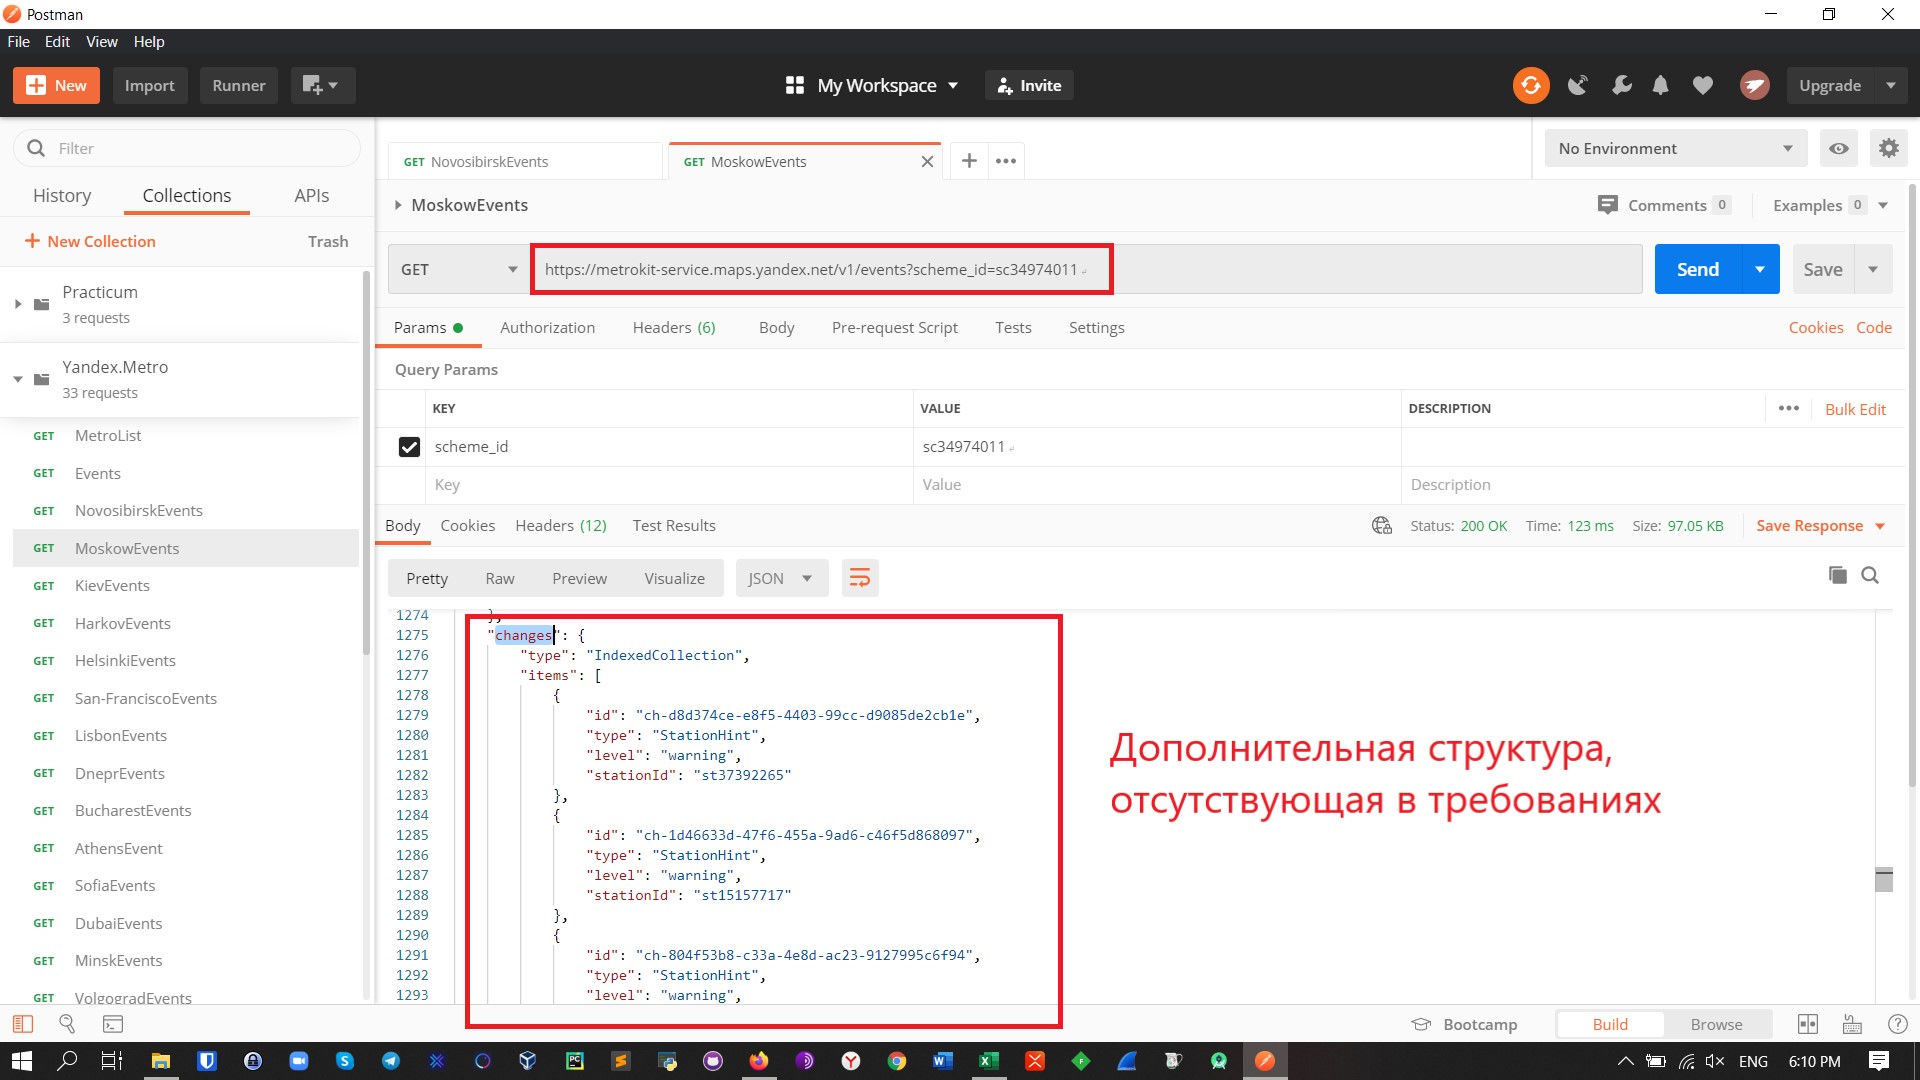 Postman
File Edit View Help
New Import Runner My Workspace Invite Upgrade
Filter
History Collections APIs
New Collection Trash
Practicum
3 requests
Yandex.Metro
33 requests
GET MetroList
GET Events
GET NovosibirskEvents
GET MoskowEvents
GET KievEvents
GET HarkovEvents
GET HelsinkiEvents
GET San-FranciscoEvents
GET LisbonEvents
GET DneprEvents
GET BucharestEvents
GET AthensEvent
GET SofiaEvents
GET DubaiEvents
GET MinskEvents
GET VolgogradEvents
GET NovosibirskEvents GET MoskowEvents No Environment
MoskowEvents Comments 0 Examples 0
GET https://metrokit-service.maps.yandex.net/v1/events?scheme_id=sc34974011 Send Save
Params Authorization Headers (6) Body Pre-request Script Tests Settings Cookies Code
Query Params
KEY VALUE DESCRIPTION Bulk Edit
scheme_id sc34974011
Key Value Description
Body Cookies Headers (12) Test Results Status: 200 OK Time: 123 ms Size: 97.05 KB Save Response
Pretty Raw Preview Visualize JSON
1274 },
1275 "changes": {
1276 "type": "IndexedCollection",
1277 "items": [
1278 {
1279 "id": "ch-d8d374ce-e8f5-4403-99cc-d9085de2cb1e",
1280 "type": "StationHint",
1281 "level": "warning",
1282 "stationId": "st37392265"
1283 },
1284 {
1285 "id": "ch-1d46633d-47f6-455a-9ad6-c46f5d868097",
1286 "type": "StationHint",
1287 "level": "warning",
1288 "stationId": "st15157717"
1289 },
1290 {
1291 "id": "ch-804f53b8-c33a-4e8d-ac23-9127995c6f94",
1292 "type": "StationHint",
1293 "level": "warning",
Дополнительная структура,
отсутствующая в требованиях
Bootcamp Build Browse
ENG 6:10 PM